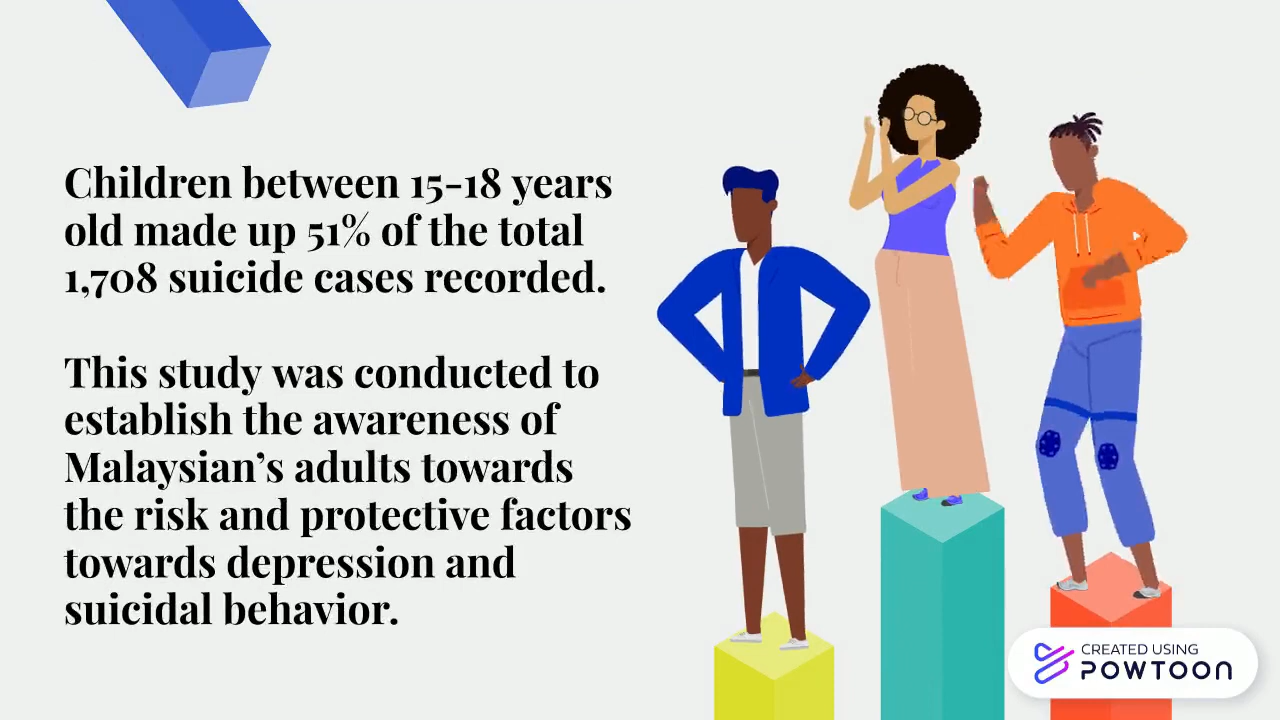 Children between 15-18 years
old made up 51% of the total
1,708 suicide cases recorded.
This study was conducted to
establish the awareness of
Malaysian’s adults towards
the risk and protective factors
towards depression and
suicidal behavior.
CREATED USING
POWTOON